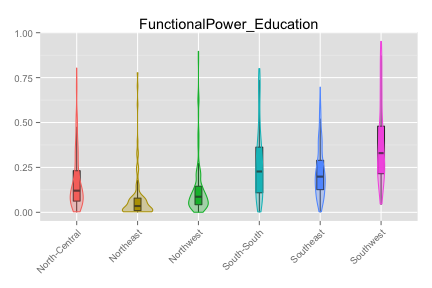 FunctionalPower_Education
1.00
0.75
0.50
0.25
0.00
North-Central
Northeast
Northwest
South-South
Southeast
Southwest